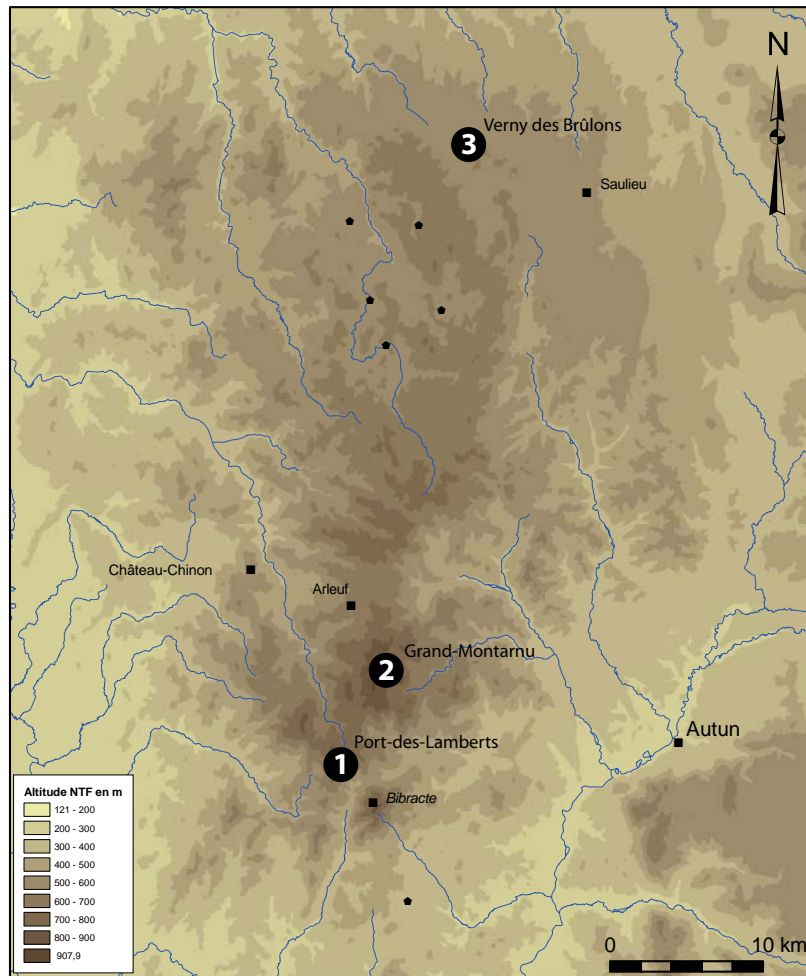 N
3
Verny des Brûlons
Saulieu
Château-Chinon
Arleuf
2
Grand-Montarnu
Port-des-Lamberts
1
Autun
Bibracte
Altitude NTF en m
121 - 200
200 - 300
300 - 400
400 - 500
500 - 600
600 - 700
700 - 800
800 - 900
907,9
0 10 km